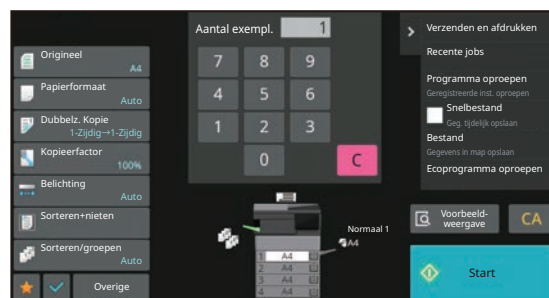 Origineel
A4
Papierformaat
Auto
Dubbelz. Kopie
1-Zijdig→1-Zijdig
Kopieerfactor
100%
Belichting
Auto
Sorteren+nieten
Sorteren/groepen
Auto
Overige
Aantal exempl. 1
7 8 9
4 5 6
1 2 3
0 C
Normaal 1
A4
1 A4
2 A4
3 A4
4 A4
Verzenden en afdrukken
Recente jobs
Programma oproepen
Geregistreerde inst. oproepen
Snelbestand
Geg. tijdelijk opslaan
Bestand
Gegevens in map opslaan
Ecoprogramma oproepen
Voorbeeld-
weergave
CA
Start